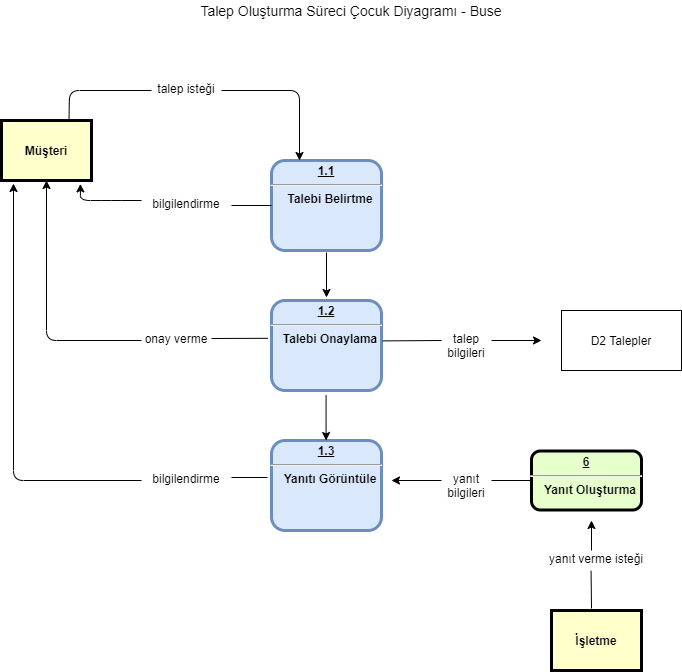 Talep Oluşturma Süreci Çocuk Diyagramı - Buse
talep isteği
Müşteri
1.1
Talebi Belirtme
bilgilendirme
1.2
Talebi Onaylama
onay verme
talep
bilgileri
D2 Talepler
1.3
Yanıtı Görüntüle
bilgilendirme
yanıt
bilgileri
6
Yanıt Oluşturma
yanıt verme isteği
İşletme